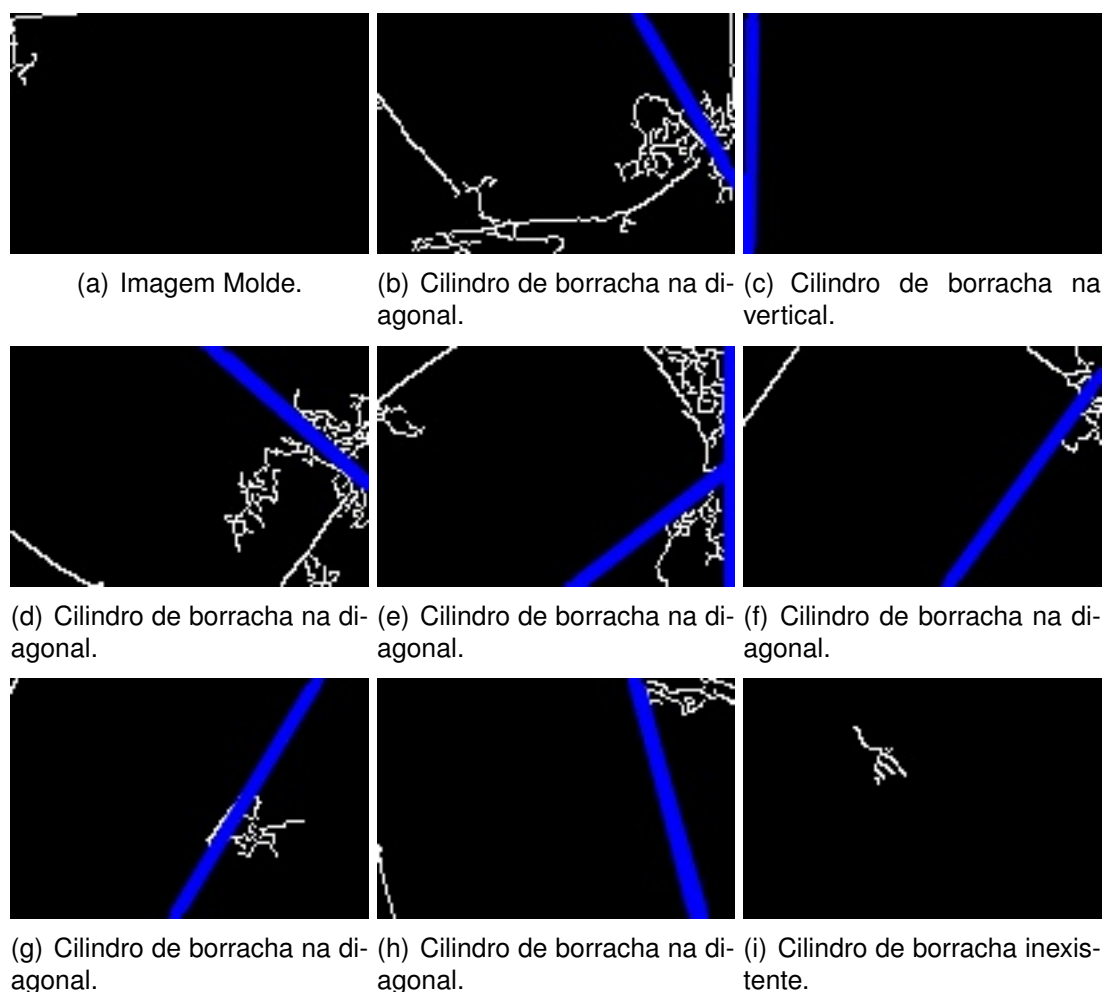 (a) Imagem Molde.
(b) Cilindro de borracha na di-
agonal.
(c) Cilindro de borracha na
vertical.
(d) Cilindro de borracha na di-
agonal.
(e) Cilindro de borracha na di-
agonal.
(f) Cilindro de borracha na di-
agonal.
(g) Cilindro de borracha na di-
agonal.
(h) Cilindro de borracha na di-
agonal.
(i) Cilindro de borracha inexis-
tente.